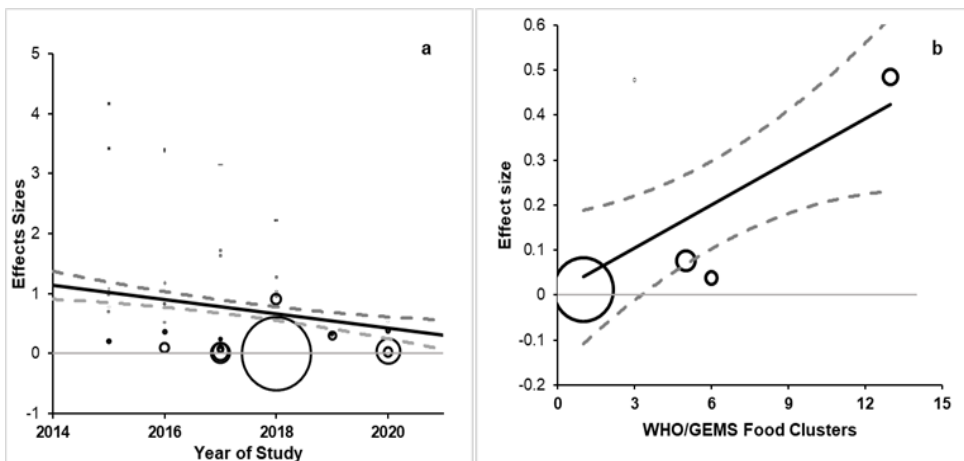 a
5
4
3
2
1
0
-1
Effects Sizes
2014 2016 2018 2020
Year of Study
b
0.6
0.5
0.4
0.3
0.2
0.1
0
-0.1
-0.2
Effect size
0 3 6 9 12 15
WHO/GEMS Food Clusters